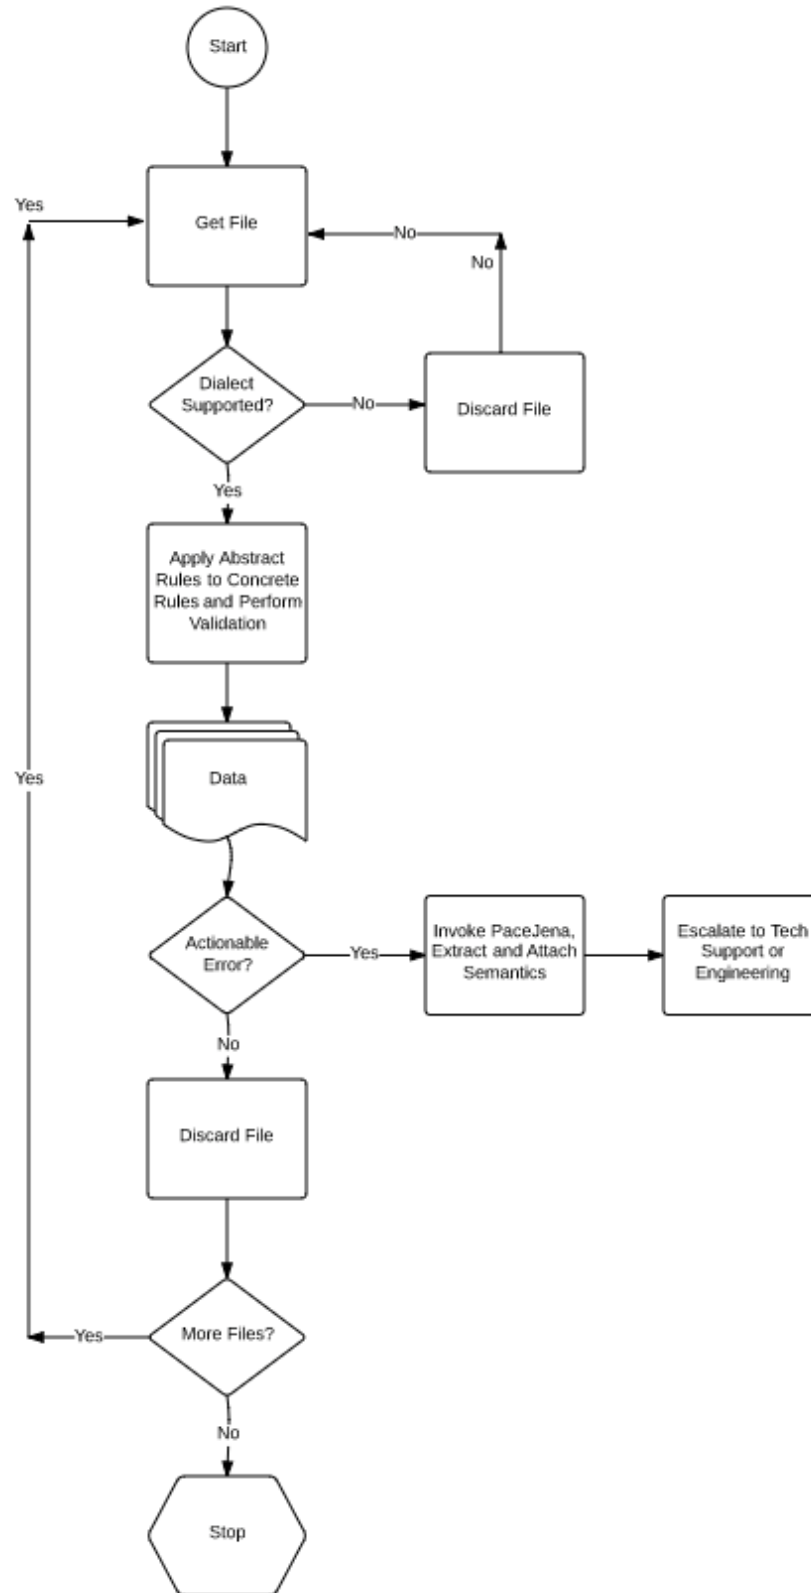 Start
Yes
Get File
No
No
Dialect
Supported?
No
Discard File
Yes
Apply Abstract
Rules to Concrete
Rules and Perform
Validation
Yes
Data
Actionable
Error?
Yes
Invoke PaceJena,
Extract and Attach
Semantics
Escalate to Tech
Support or
Engineering
No
Discard File
More Files?
Yes
No
Stop